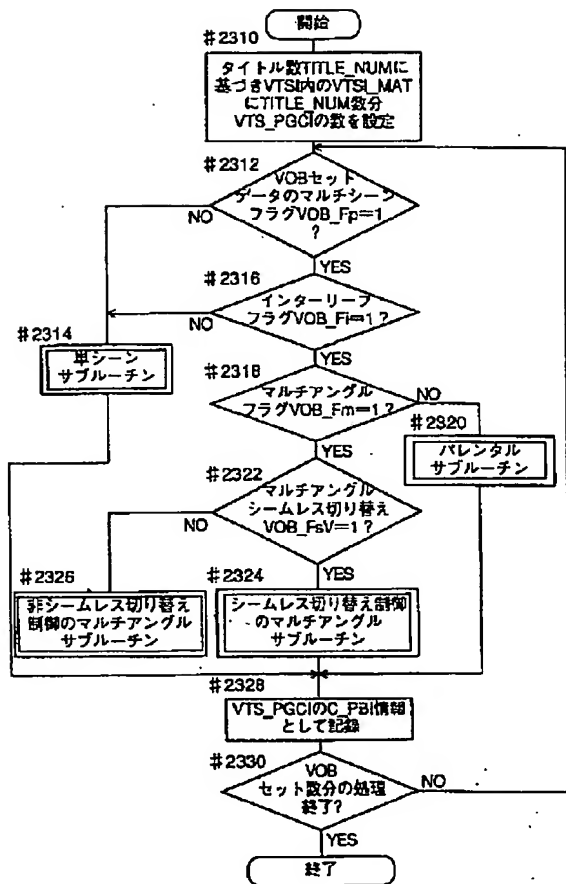 開始
#2310
タイトル数TITLE_NUMに
基づきVTSI内のVTSI_MAT
にTITLE_NUM数分
VTS_PGCIの数を設定
#2312
VOBセット
データのマルチシーン
フラグVOB_Fp=1
?
NO
YES
#2316
インターリーブ
フラグVOB_Fi=1?
NO
YES
#2314
単シーン
サブルーチン
#2318
マルチアングル
フラグVOB_Fm=1?
NO
YES
#2320
パレンタル
サブルーチン
#2322
マルチアングル
シームレス切り替え
VOB_FsV=1?
NO
YES
#2326
非シームレス切り替え
制御のマルチアングル
サブルーチン
#2324
シームレス切り替え制御
のマルチアングル
サブルーチン
#2328
VTS_PGCIのC_PBI情報
として記録
#2330
VOB
セット数分の処理
終了?
NO
YES
終了